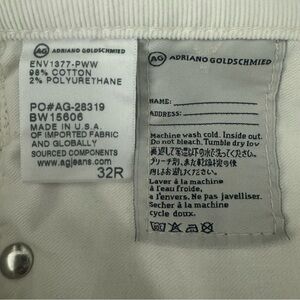 AG ADRIANO GOLDSCHMIED
ENV1377-PWW
98% COTTON
2% POLYURETHANE
PO#AG-28319
BW15606
MADE IN U.S.A.
OF IMPORTED FABRIC
AND GLOBALLY
SOURCED COMPONENTS
www.agjeans.com
32R
AG ADRIANO GOLDSCHMIED
NAME:
ADDRESS:
Machine wash cold. Inside out.
Do not bleach. Tumble dry low
Laver à la machine
à l'eau froide,
à l'envers. Ne pas javelliser.
Secher à la machine
cycle doux.